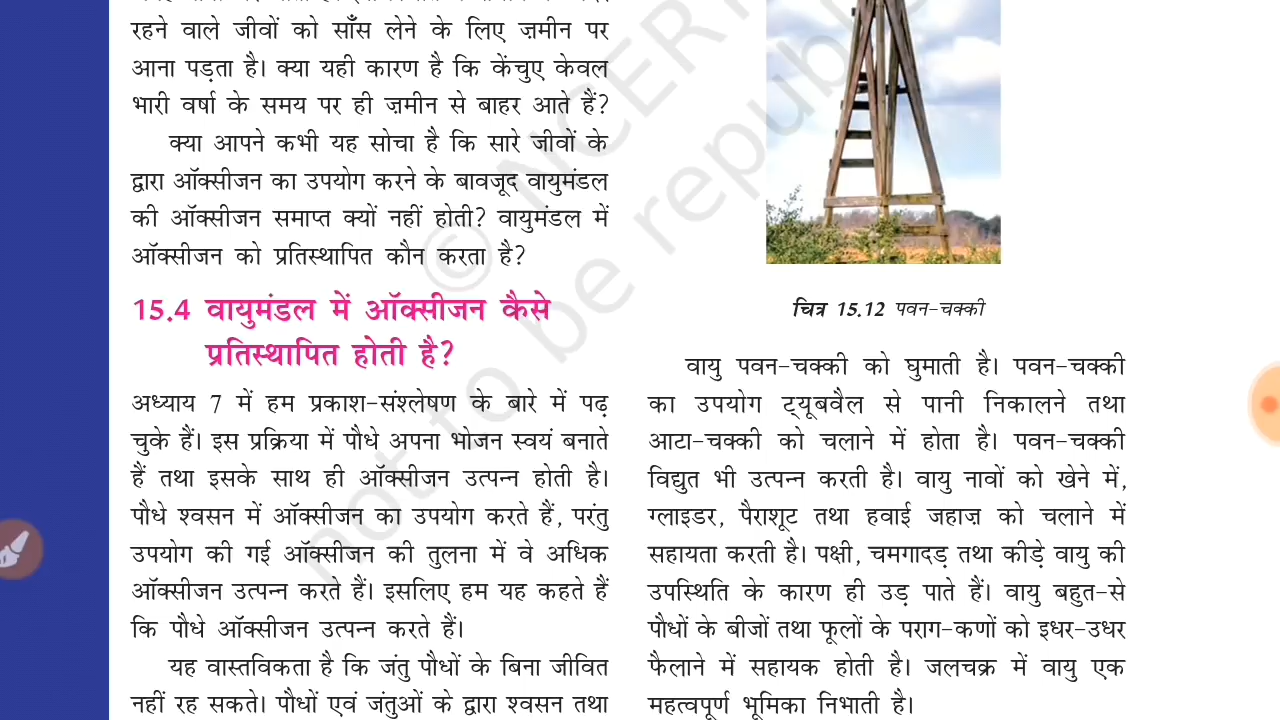 रहने वाले जीवों को साँस लेने के लिए ज़मीन पर
आना पड़ता है। क्या यही कारण है कि केंचुए केवल
भारी वर्षा के समय पर ही ज़मीन से बाहर आते हैं?
क्या आपने कभी यह सोचा है कि सारे जीवों के
द्वारा ऑक्सीजन का उपयोग करने के बावजूद वायुमंडल
की ऑक्सीजन समाप्त क्यों नहीं होती? वायुमंडल में
ऑक्सीजन को प्रतिस्थापित कौन करता है?
15.4 वायुमंडल में ऑक्सीजन कैसे
प्रतिस्थापित होती है?
अध्याय 7 में हम प्रकाश-संश्लेषण के बारे में पढ़
चुके हैं। इस प्रक्रिया में पौधे अपना भोजन स्वयं बनाते
हैं तथा इसके साथ ही ऑक्सीजन उत्पन्न होती है।
पौधे श्वसन में ऑक्सीजन का उपयोग करते हैं, परंतु
उपयोग की गई ऑक्सीजन की तुलना में वे अधिक
ऑक्सीजन उत्पन्न करते हैं। इसलिए हम यह कहते हैं
कि पौधे ऑक्सीजन उत्पन्न करते हैं।
यह वास्तविकता है कि जंतु पौधों के बिना जीवित
नहीं रह सकते। पौधों एवं जंतुओं के द्वारा श्वसन तथा
चित्र 15.12 पवन-चक्की
वायु पवन-चक्की को घुमाती है। पवन-चक्की
का उपयोग ट्यूबवैल से पानी निकालने तथा
आटा-चक्की को चलाने में होता है। पवन-चक्की
विद्युत भी उत्पन्न करती है। वायु नावों को खेने में,
ग्लाइडर, पैराशूट तथा हवाई जहाज़ को चलाने में
सहायता करती है। पक्षी, चमगादड़ तथा कीड़े वायु की
उपस्थिति के कारण ही उड़ पाते हैं। वायु बहुत-से
पौधों के बीजों तथा फूलों के पराग-कणों को इधर-उधर
फैलाने में सहायक होती है। जलचक्र में वायु एक
महत्वपूर्ण भूमिका निभाती है।
© NCER
not to be republ